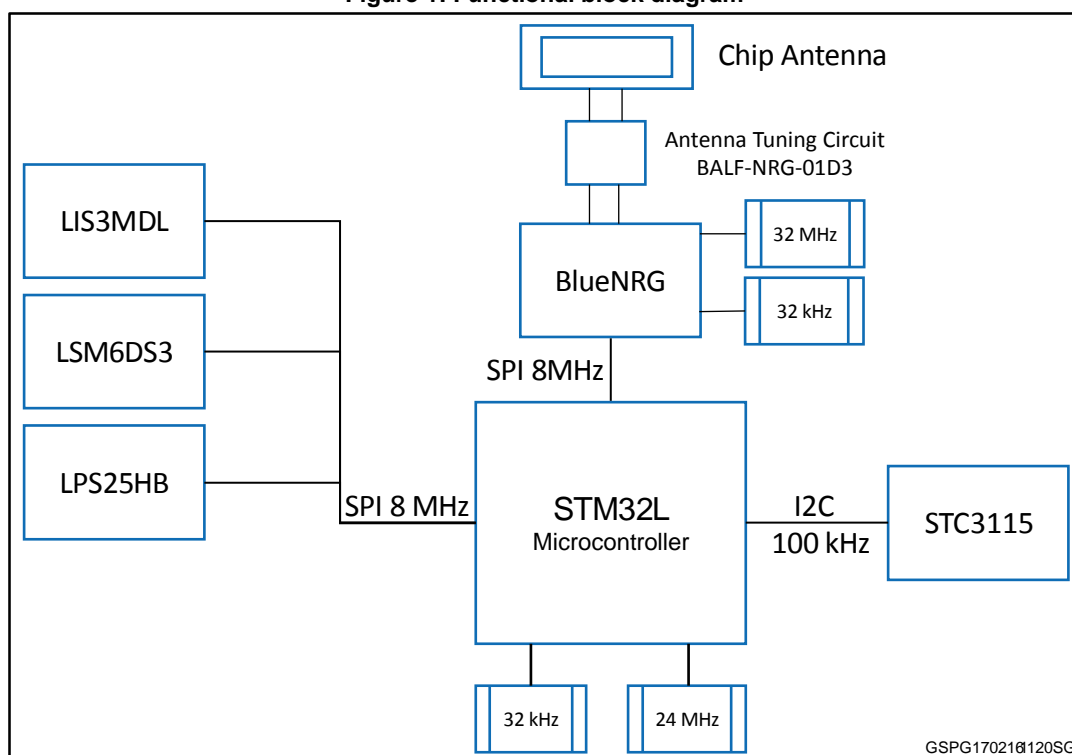 Chip Antenna
Antenna Tuning Circuit
BALF-NRG-01D3
LIS3MDL
32 MHz
BlueNRG
32 kHz
LSM6DS3
SPI 8MHz
LPS25HB
SPI 8 MHz
STM32L
Microcontroller
I2C
100 kHz
STC3115
32 kHz
24 MHz